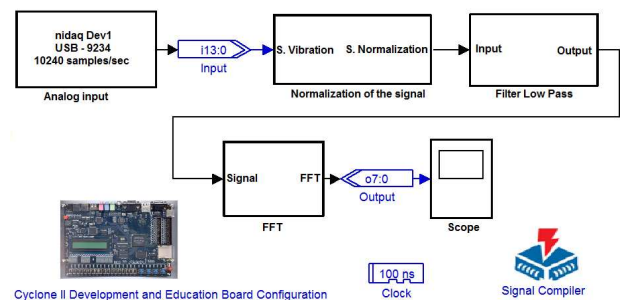 nidaq Dev1
USB - 9234
10240 samples/sec
Analog input
i13:0
Input
S. Vibration S. Normalization
Normalization of the signal
Input Output
Filter Low Pass
Signal FFT
FFT
o7:0
Output
Scope
Cyclone II Development and Education Board Configuration
100 ns
Clock
Signal Compiler